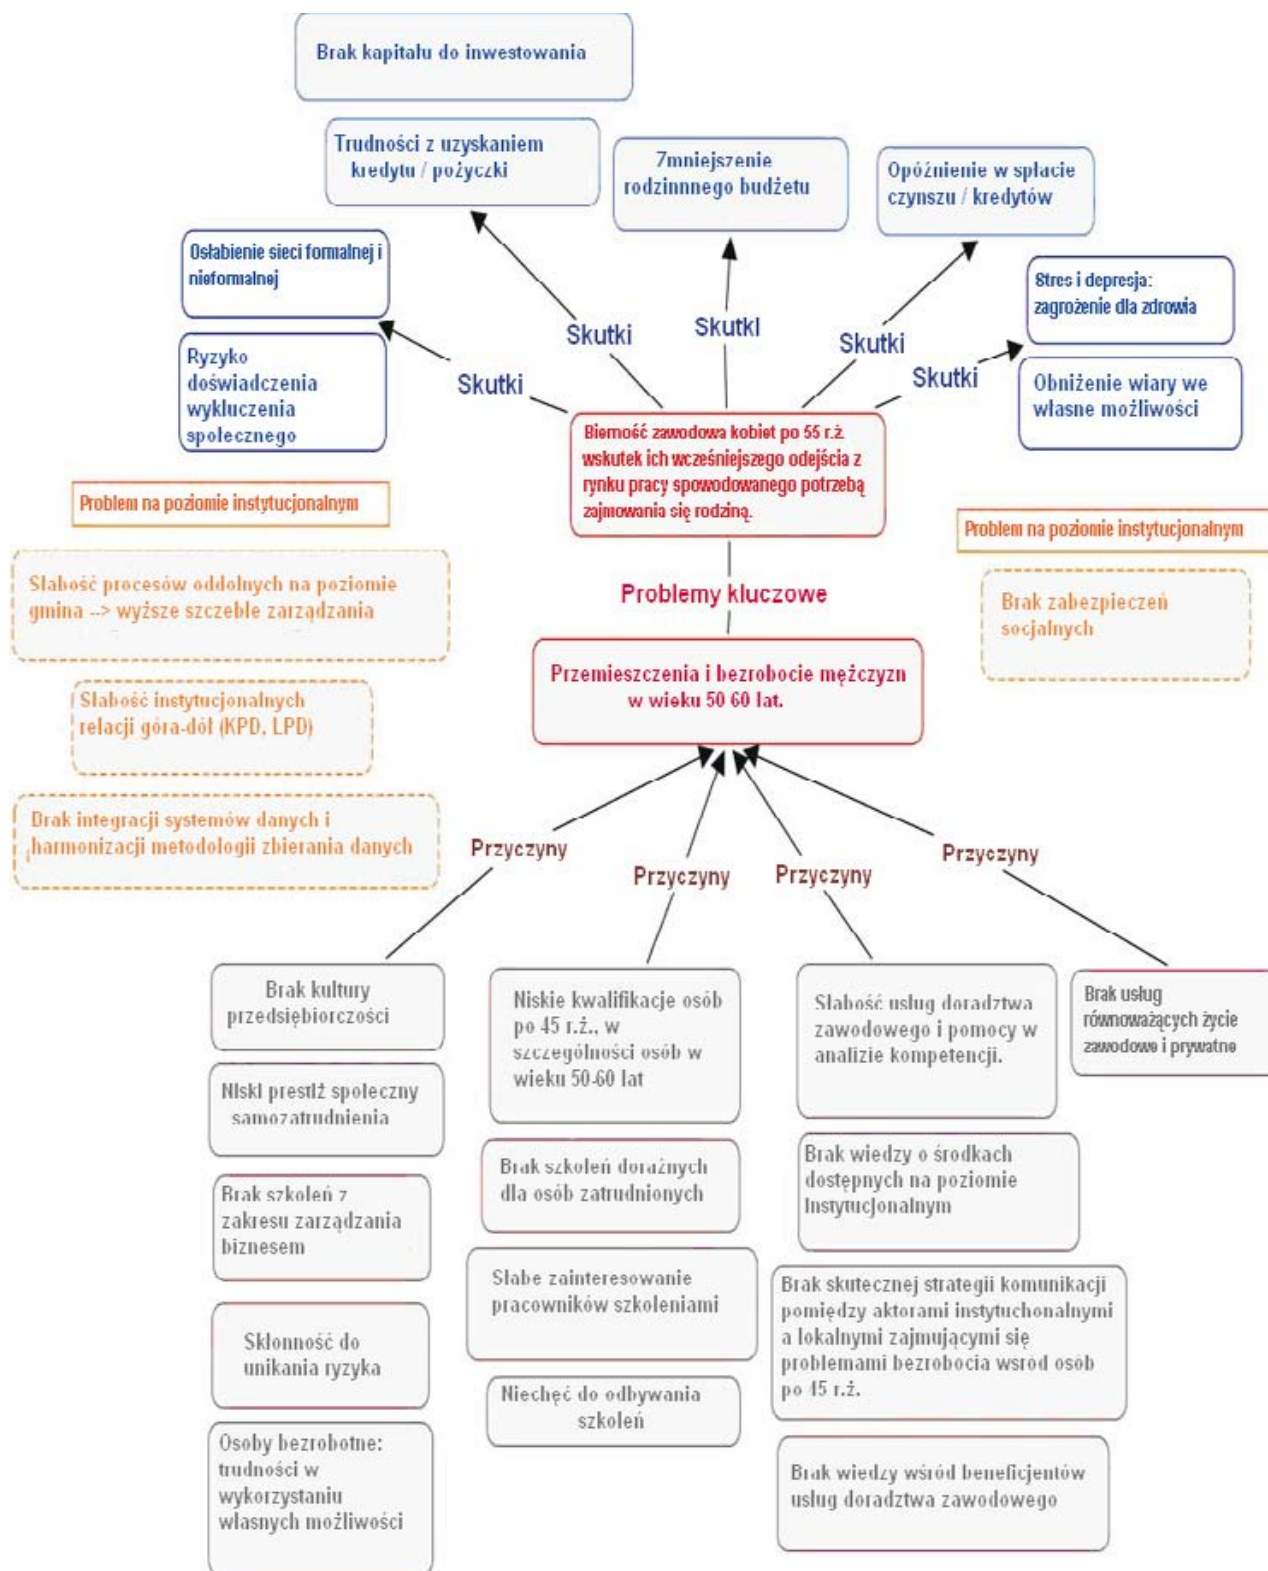 Brak kapitału do inwestowania
Trudności z uzyskaniem
kredytu / pożyczki
Zmniejszenie
rodzinnnego budżetu
Opóźnienie w spłacie
czynszu / kredytów
Osłabienie sieci formalnej i
nieformalnej
Stres i depresja:
zagrożenie dla zdrowia
Skutki
Skutki
Skutki
Skutki
Skutki
Ryzyko
doświadczenia
wykluczenia
społecznego
Obniżenie wiary we
własne możliwości
Bierność zawodowa kobiet po 55 r.ż.
wskutek ich wcześniejszego odejścia z
rynku pracy spowodowanego potrzebą
zajmowania się rodziną.
Problem na poziomie instytucjonalnym
Problem na poziomie instytucjonalnym
Słabość procesów oddolnych na poziomie
gmina --> wyższe szczeble zarządzania
Brak zabezpieczeń
socjalnych
Problemy kluczowe
Przemieszczenia i bezrobocie mężczyzn
w wieku 50 60 lat.
Słabość instytucjonalnych
relacji góra-dół (KPD, LPD)
Brak integracji systemów danych i
harmonizacji metodologii zbierania danych
Przyczyny
Przyczyny
Przyczyny
Przyczyny
Brak kultury
przedsiębiorczości
Niski prestiż społeczny
samozatrudnienia
Brak szkoleń z
zakresu zarządzania
biznesem
Skłonność do
unikania ryzyka
Osoby bezrobotne:
trudności w
wykorzystaniu
własnych możliwości
Niskie kwalifikacje osób
po 45 r.ż., w
szczególności osób w
wieku 50-60 lat
Brak szkoleń doraźnych
dla osób zatrudnionych
Słabe zainteresowanie
pracowników szkoleniami
Niechęć do odbywania
szkoleń
Słabość usług doradztwa
zawodowego i pomocy w
analizie kompetencji.
Brak wiedzy o środkach
dostępnych na poziomie
Instytucjonalnym
Brak skutecznej strategii komunikacji
pomiędzy aktorami instytuchonalnymi
a lokalnymi zajmującymi się
problemami bezrobocia wsród osób
po 45 r.ż.
Brak wiedzy wśród beneficjentów
usług doradztwa zawodowego
Brak usług
równoważących życie
zawodowe i prywatne